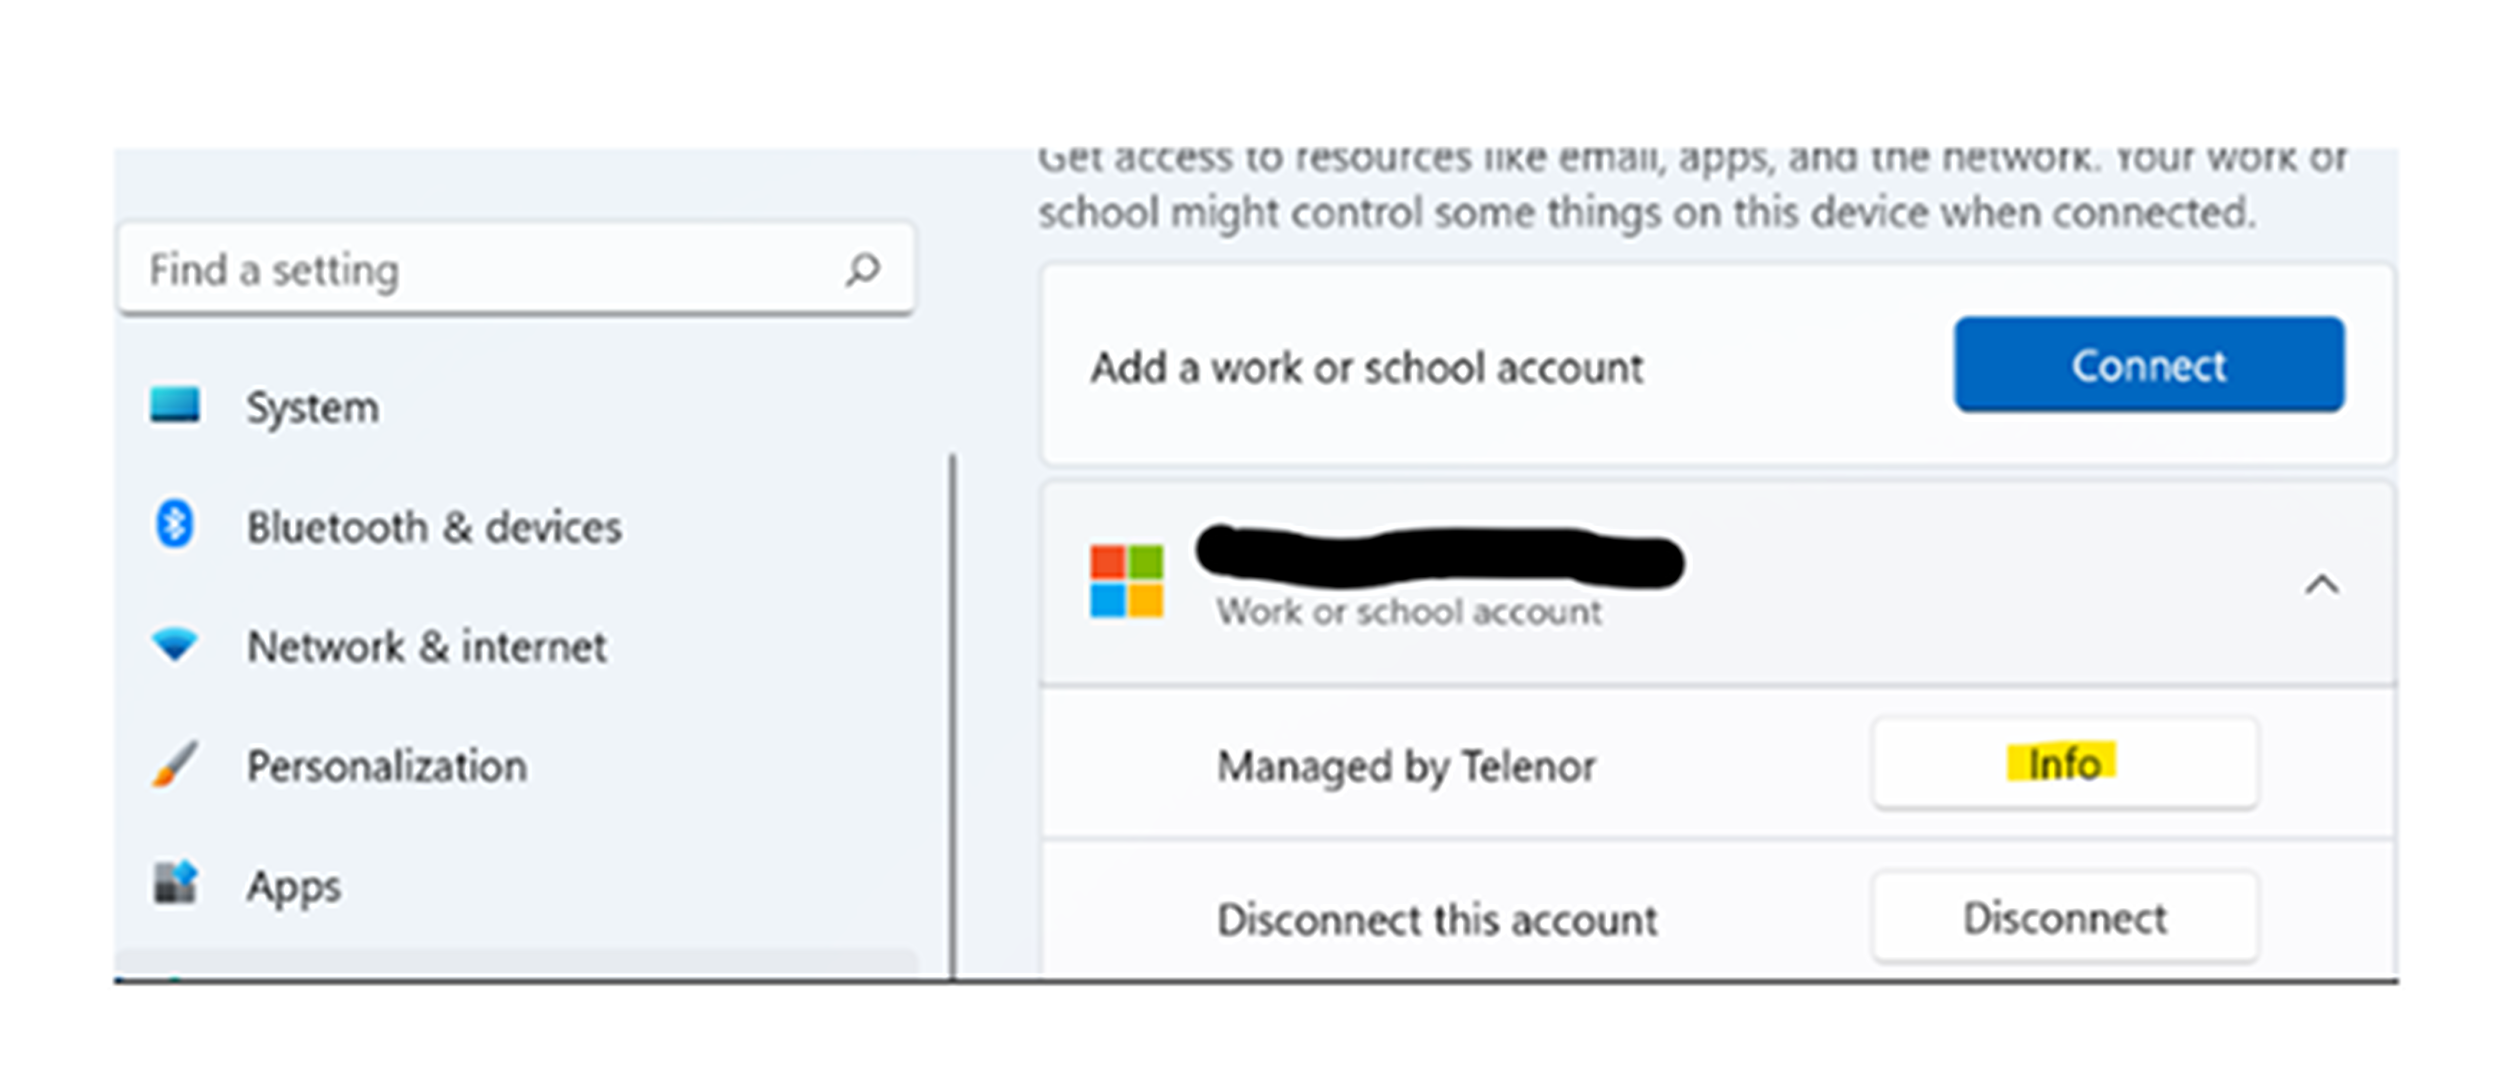 Get access to resources like email, apps, and the network. Your work or
school might control some things on this device when connected.
Find a setting
Add a work or school account
Connect
System
Bluetooth & devices
Network & internet
Personalization
Apps
Work or school account
Managed by Telenor
Info
Disconnect this account
Disconnect